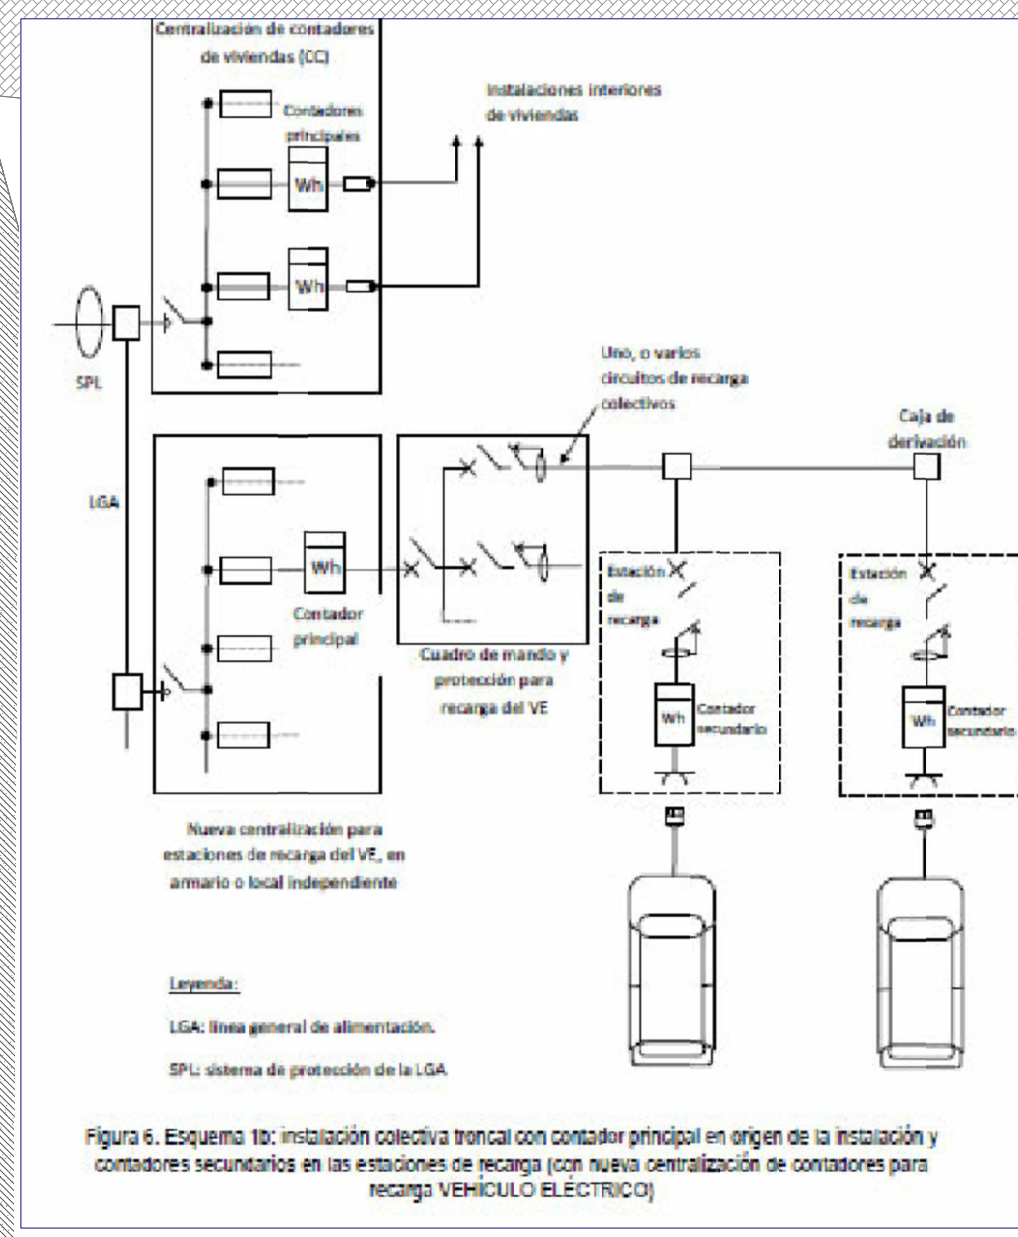 Centralización de contadores
de viviendas (CC)
Contadores
principales
Wh
Wh
Instalaciones interiores
de viviendas
SPL
LGA
Uno, o varios
circuitos de recarga
colectivos
Caja de
derivación
Wh
Contador
principal
Cuadro de mando y
protección para
recarga del VE
Estación
de
recarga
Wh
Contador
secundario
Estación
de
recarga
Wh
Contador
secundario
Nueva centralización para
estaciones de recarga del VE, en
armario o local independiente
Leyenda:
LGA: línea general de alimentación.
SPL: sistema de protección de la LGA
Figura 6. Esquema 1b: instalación colectiva troncal con contador principal en origen de la instalación y
contadores secundarios en las estaciones de recarga (con nueva centralización de contadores para
recarga VEHÍCULO ELÉCTRICO)